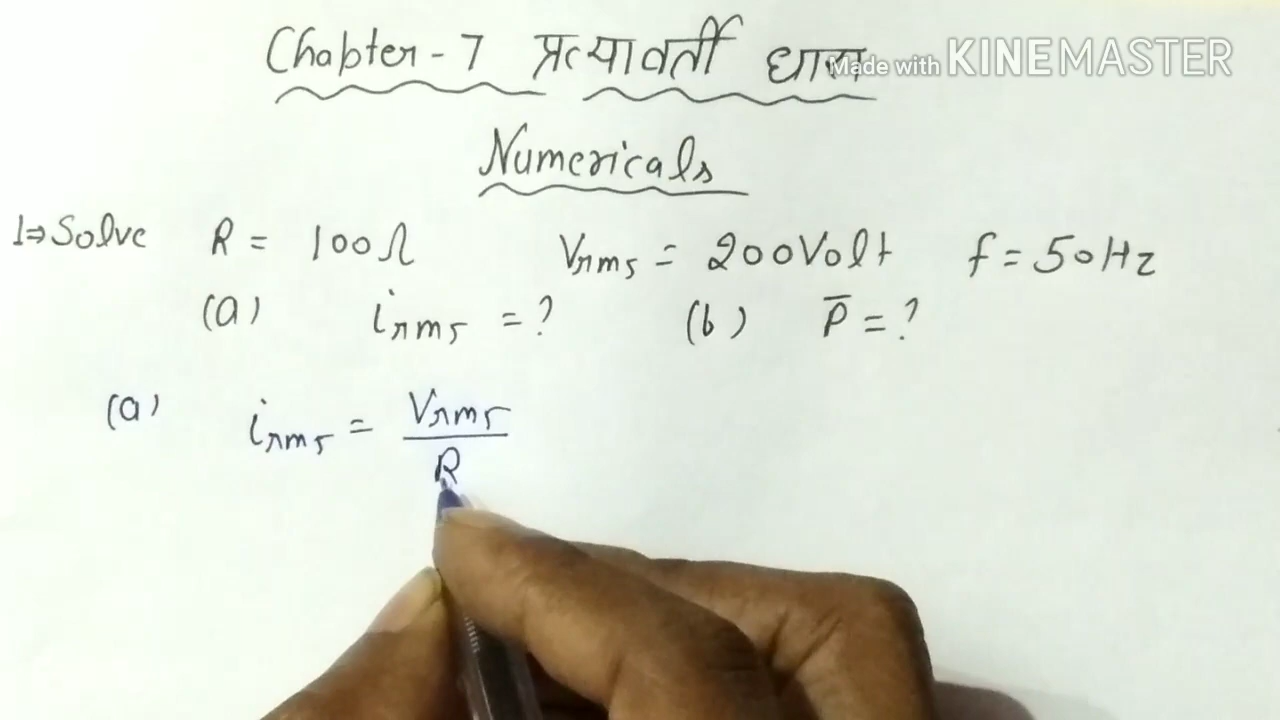 Chapter - 7 प्रत्यावर्ती धारा
Made with KINEMASTER
Numericals
1⇒ Solve R = 100Ω Vrms = 200Volt f = 50Hz
(a) irms = ? (b) P̅ = ?
(a) irms = Vrms / R